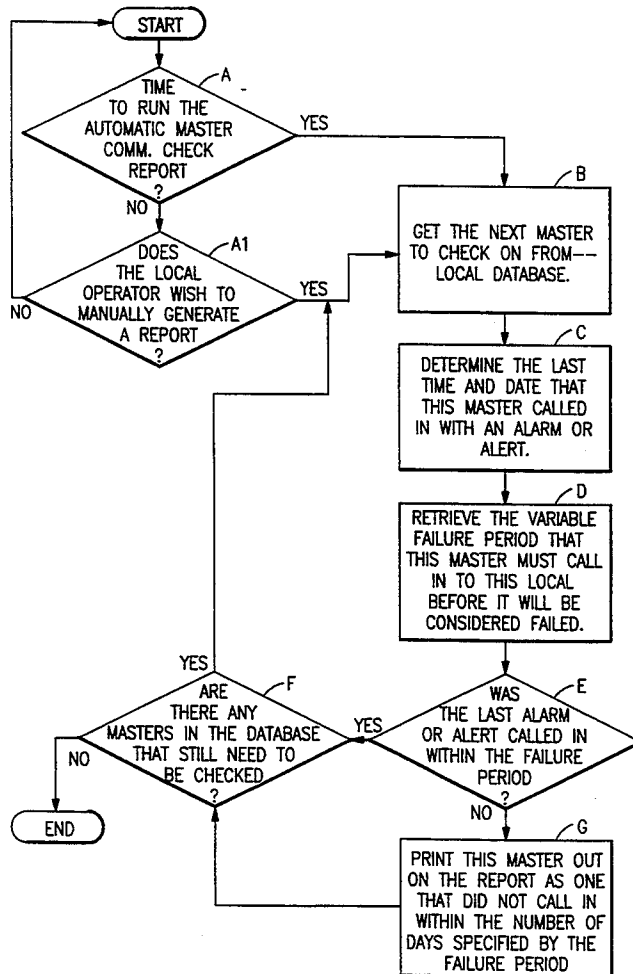 START
A
TIME
TO RUN THE
AUTOMATIC MASTER
COMM. CHECK
REPORT
?
YES
NO
B
GET THE NEXT MASTER
TO CHECK ON FROM--
LOCAL DATABASE.
A1
DOES
THE LOCAL
OPERATOR WISH TO
MANUALLY GENERATE
A REPORT
?
YES
NO
C
DETERMINE THE LAST
TIME AND DATE THAT
THIS MASTER CALLED
IN WITH AN ALARM OR
ALERT.
D
RETRIEVE THE VARIABLE
FAILURE PERIOD THAT
THIS MASTER MUST CALL
IN TO THIS LOCAL
BEFORE IT WILL BE
CONSIDERED FAILED.
E
WAS
THE LAST ALARM
OR ALERT CALLED IN
WITHIN THE FAILURE
PERIOD
?
YES
NO
F
YES
ARE
THERE ANY
MASTERS IN THE DATABASE
THAT STILL NEED TO
BE CHECKED
?
NO
END
G
PRINT THIS MASTER OUT
ON THE REPORT AS ONE
THAT DID NOT CALL IN
WITHIN THE NUMBER OF
DAYS SPECIFIED BY THE
FAILURE PERIOD